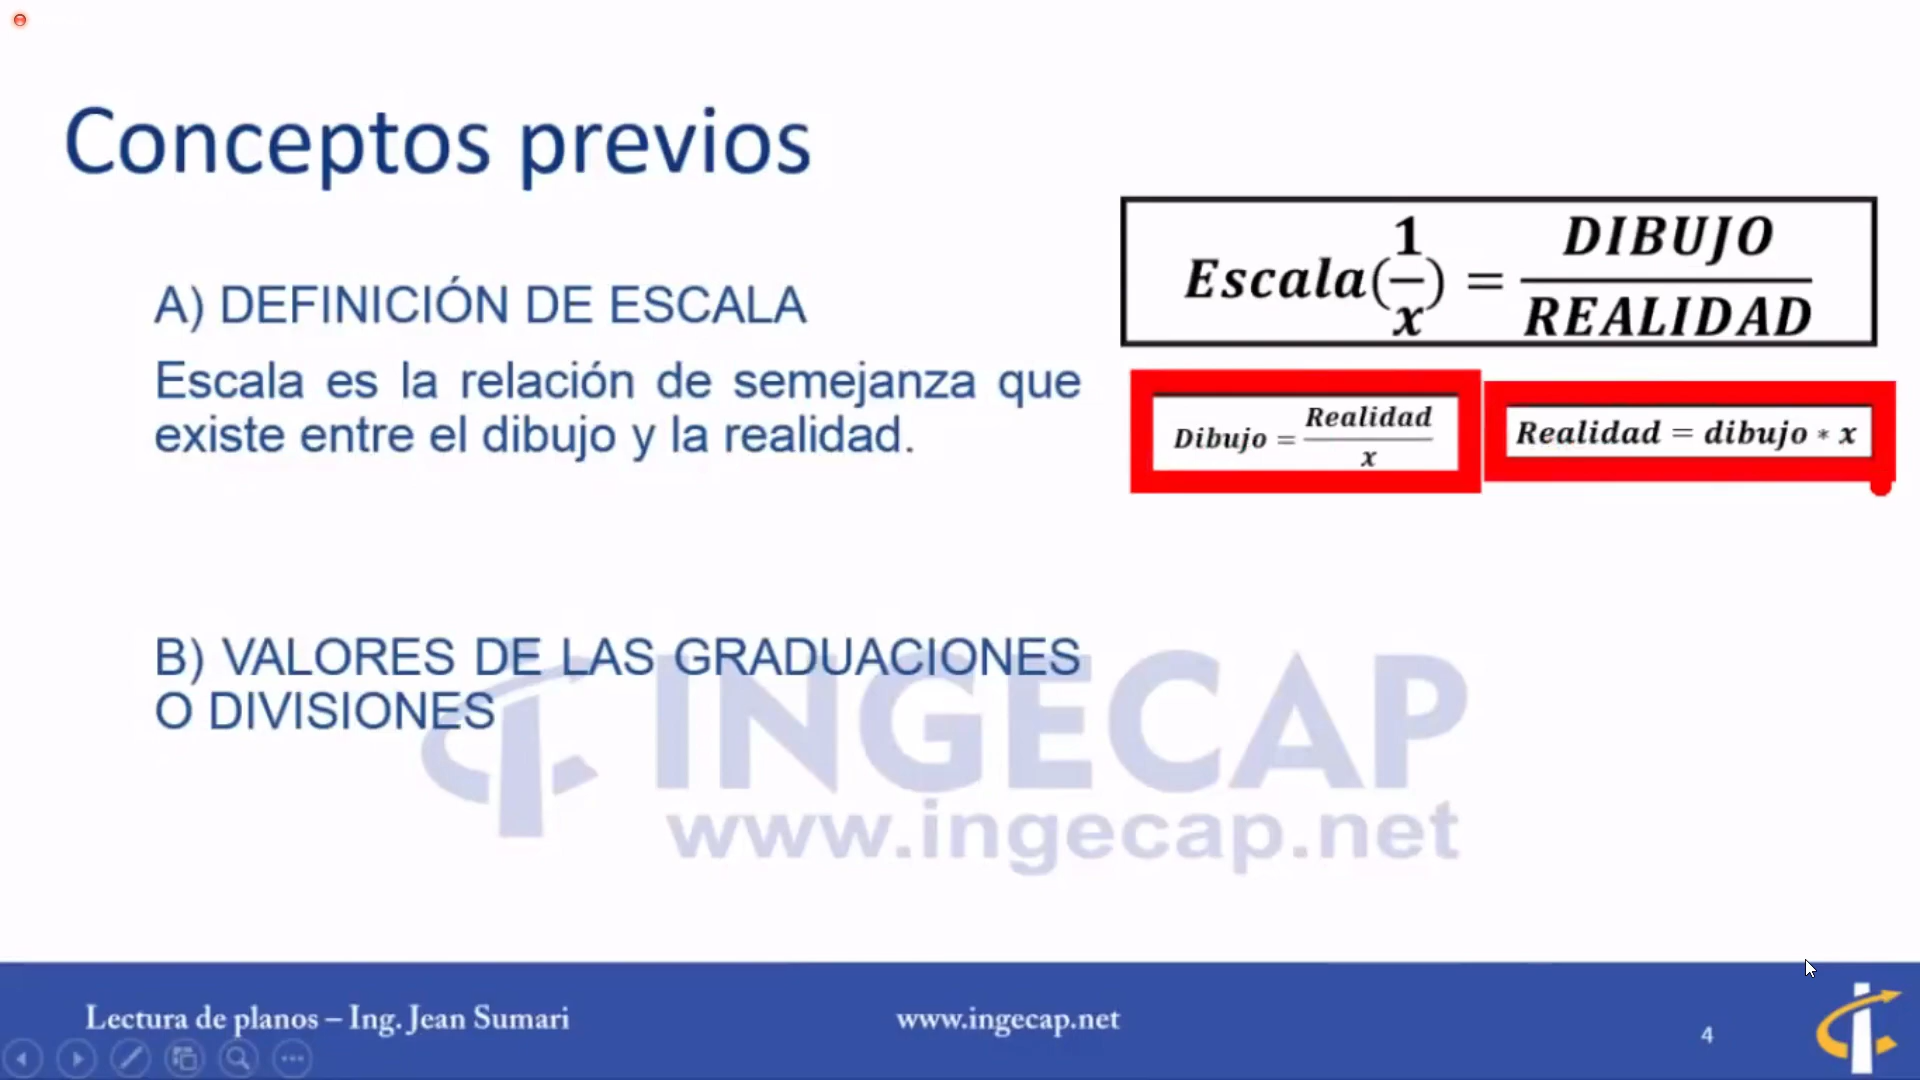 Conceptos previos
A) DEFINICIÓN DE ESCALA
Escala es la relación de semejanza que
existe entre el dibujo y la realidad.
Escala(1/x) = DIBUJO/REALIDAD
Dibujo = Realidad/x
Realidad = dibujo * x
B) VALORES DE LAS GRADUACIONES
O DIVISIONES
INGECAP
www.ingecap.net
Lectura de planos – Ing. Jean Sumari
www.ingecap.net
4